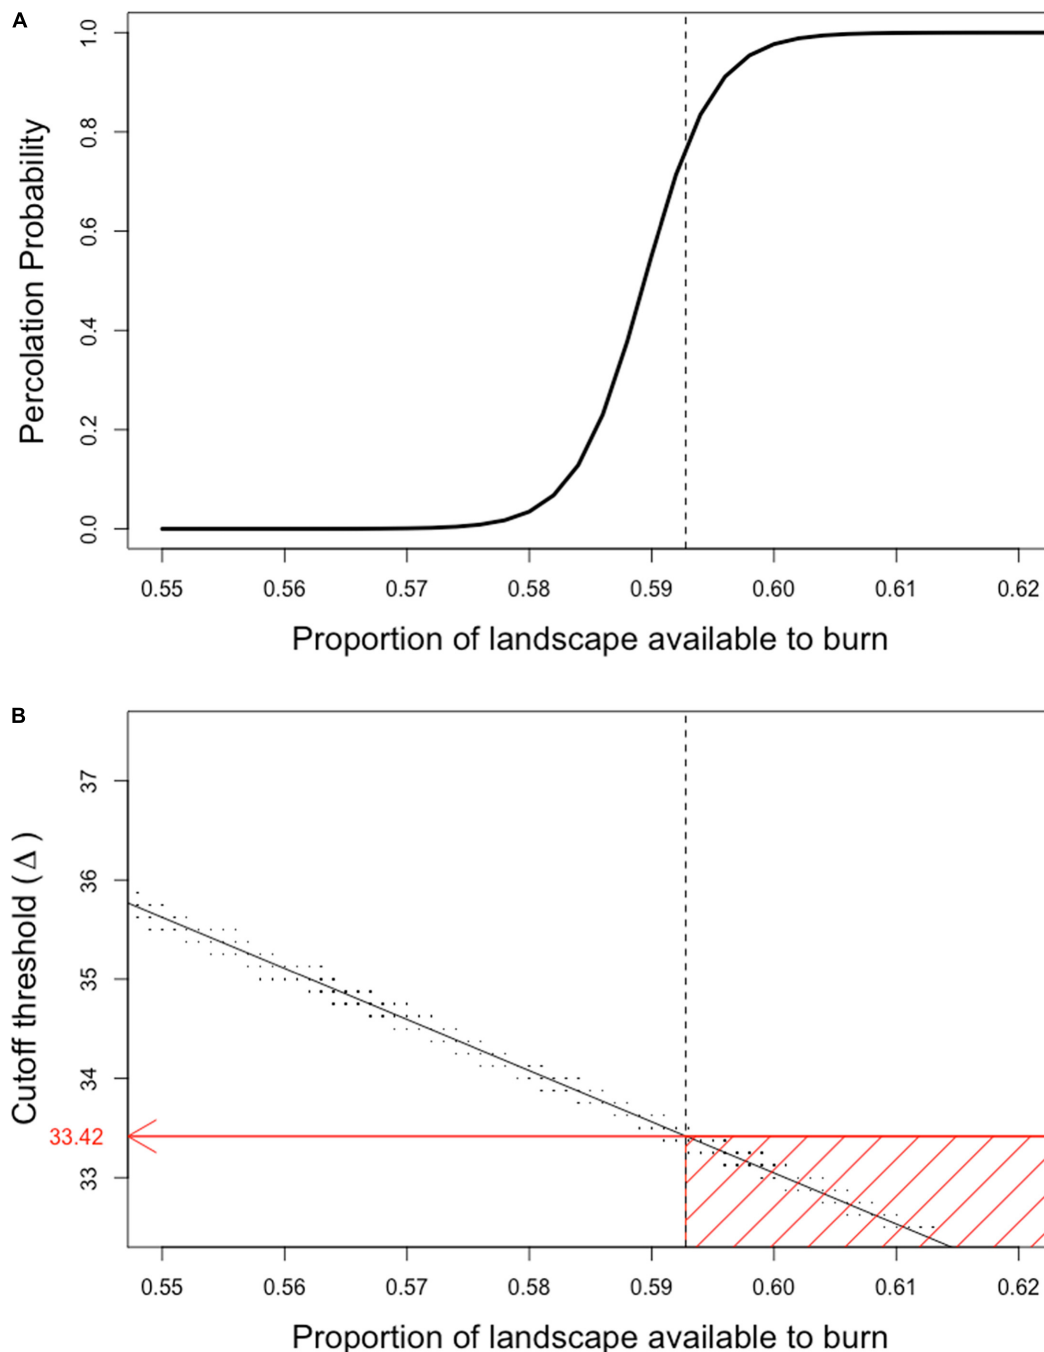 A
Percolation Probability
1.0
0.8
0.6
0.4
0.2
0.0
0.55 0.56 0.57 0.58 0.59 0.60 0.61 0.62
Proportion of landscape available to burn
B
Cutoff threshold (Δ)
37
36
35
34
33.42
33
0.55 0.56 0.57 0.58 0.59 0.60 0.61 0.62
Proportion of landscape available to burn